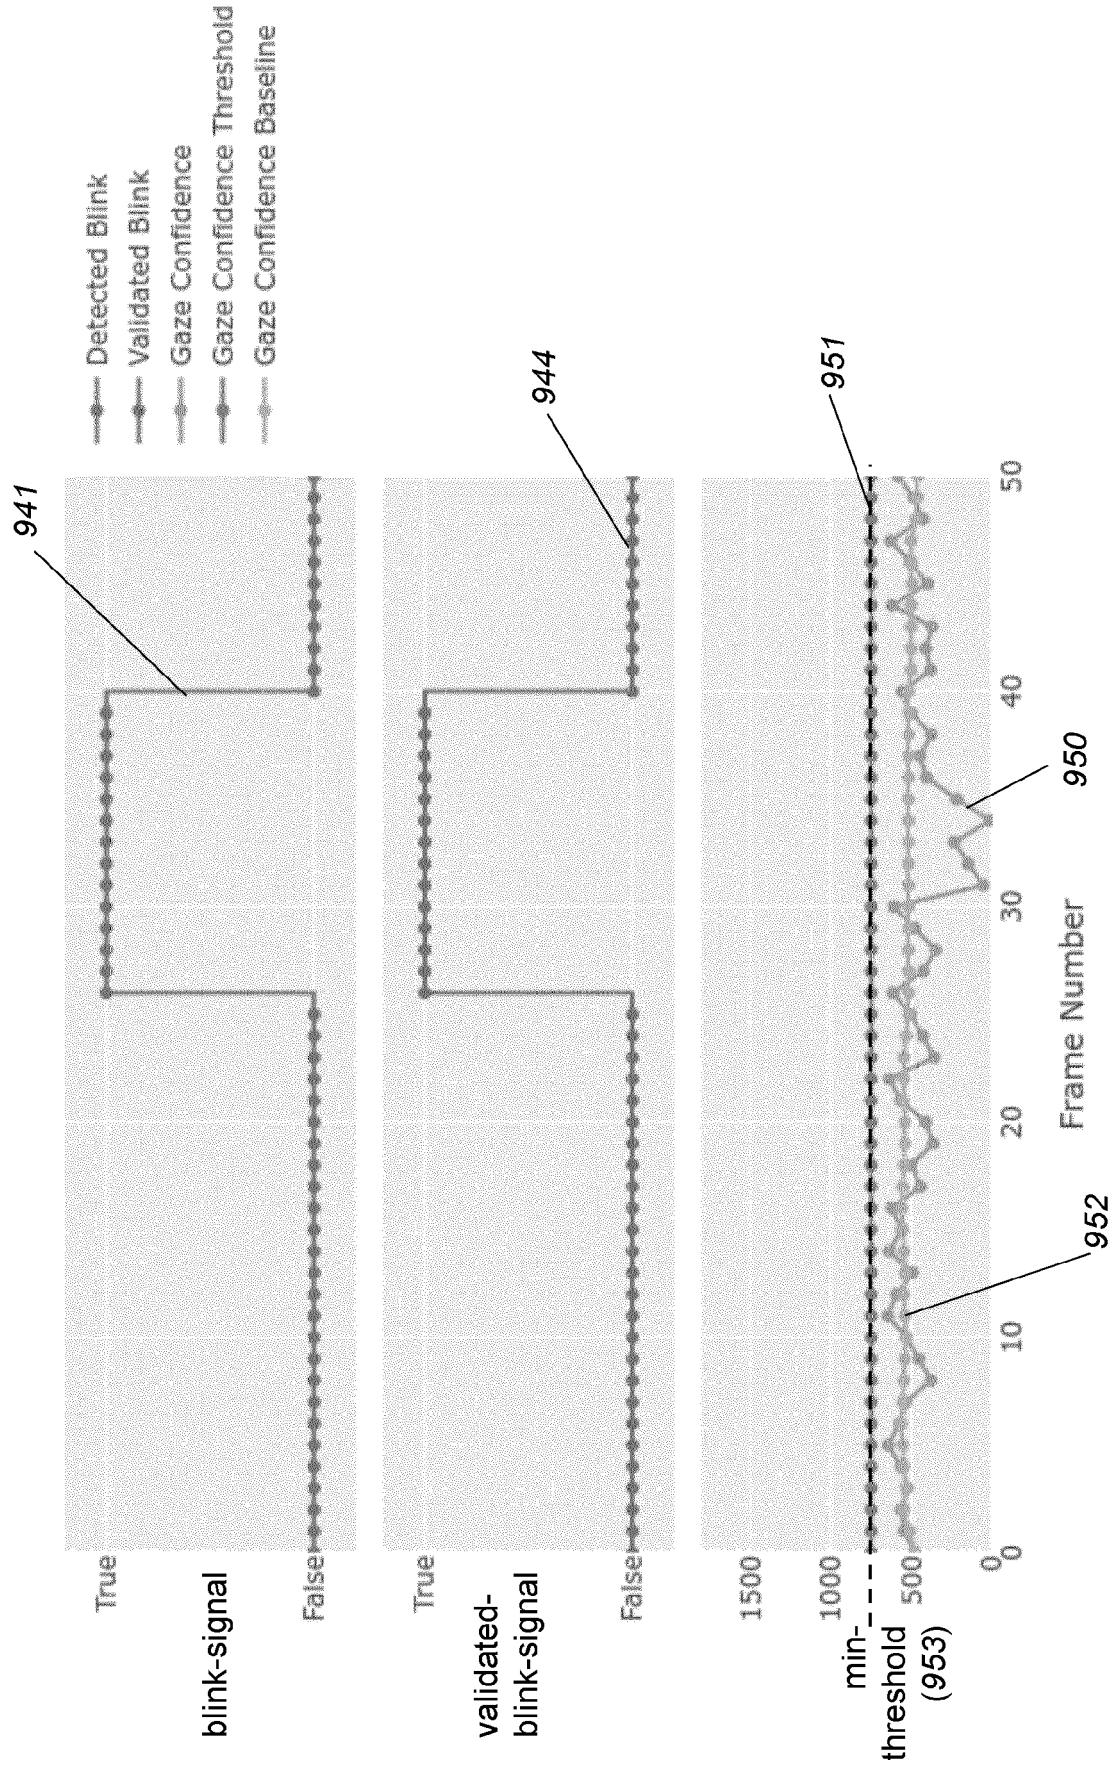 Detected Blink
Validated Blink
Gaze Confidence
Gaze Confidence Threshold
Gaze Confidence Baseline
941
True
blink-signal
False
944
True
validated-
blink-signal
False
951
1500
1000
min-
threshold
(953)
500
0
950
952
0
10
20
30
40
50
Frame Number